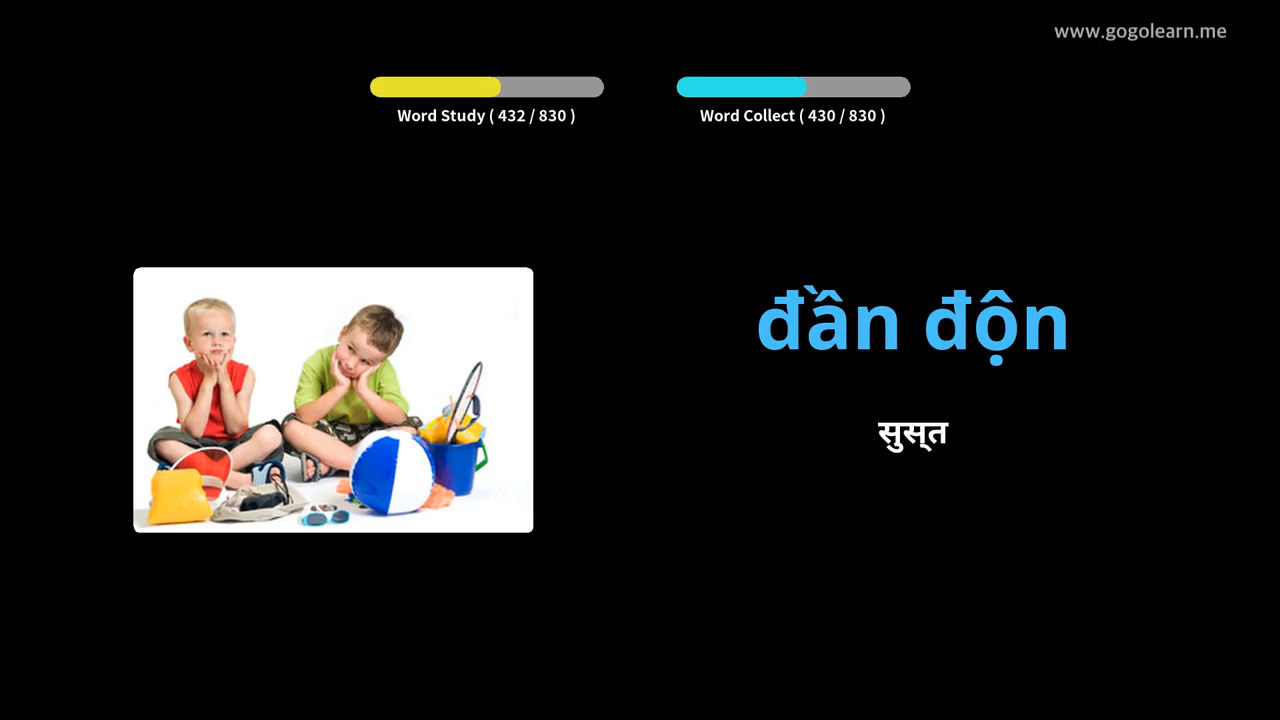 www.gogolearn.me
Word Study ( 432 / 830 )
Word Collect ( 430 / 830 )
đần độn
सुस्त